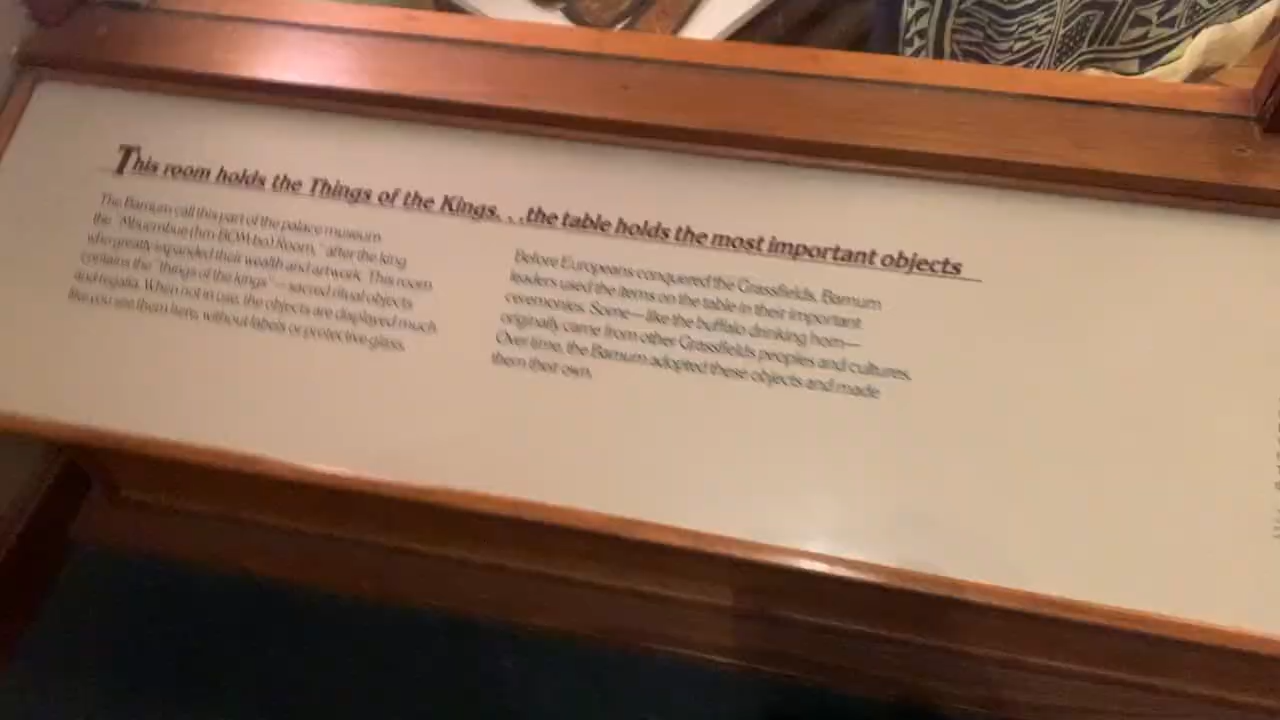 This room holds the Things of the Kings. . .the table holds the most important objects
The Bamum call this part of the palace museum
the "Mbuembue (hm-BOM-bo) Room," after the king
who greatly expanded their wealth and artwork. This room
contains the "things of the kings"—sacred ritual objects
and regalia. When not in use, the objects are displayed much
like you see them here, without labels or protective glass.
Before Europeans conquered the Grassfields, Bamum
leaders used the items on the table in their important
ceremonies. Some—like the buffalo drinking horn—
originally came from other Grassfields peoples and cultures.
Over time, the Bamum adopted these objects and made
them their own.